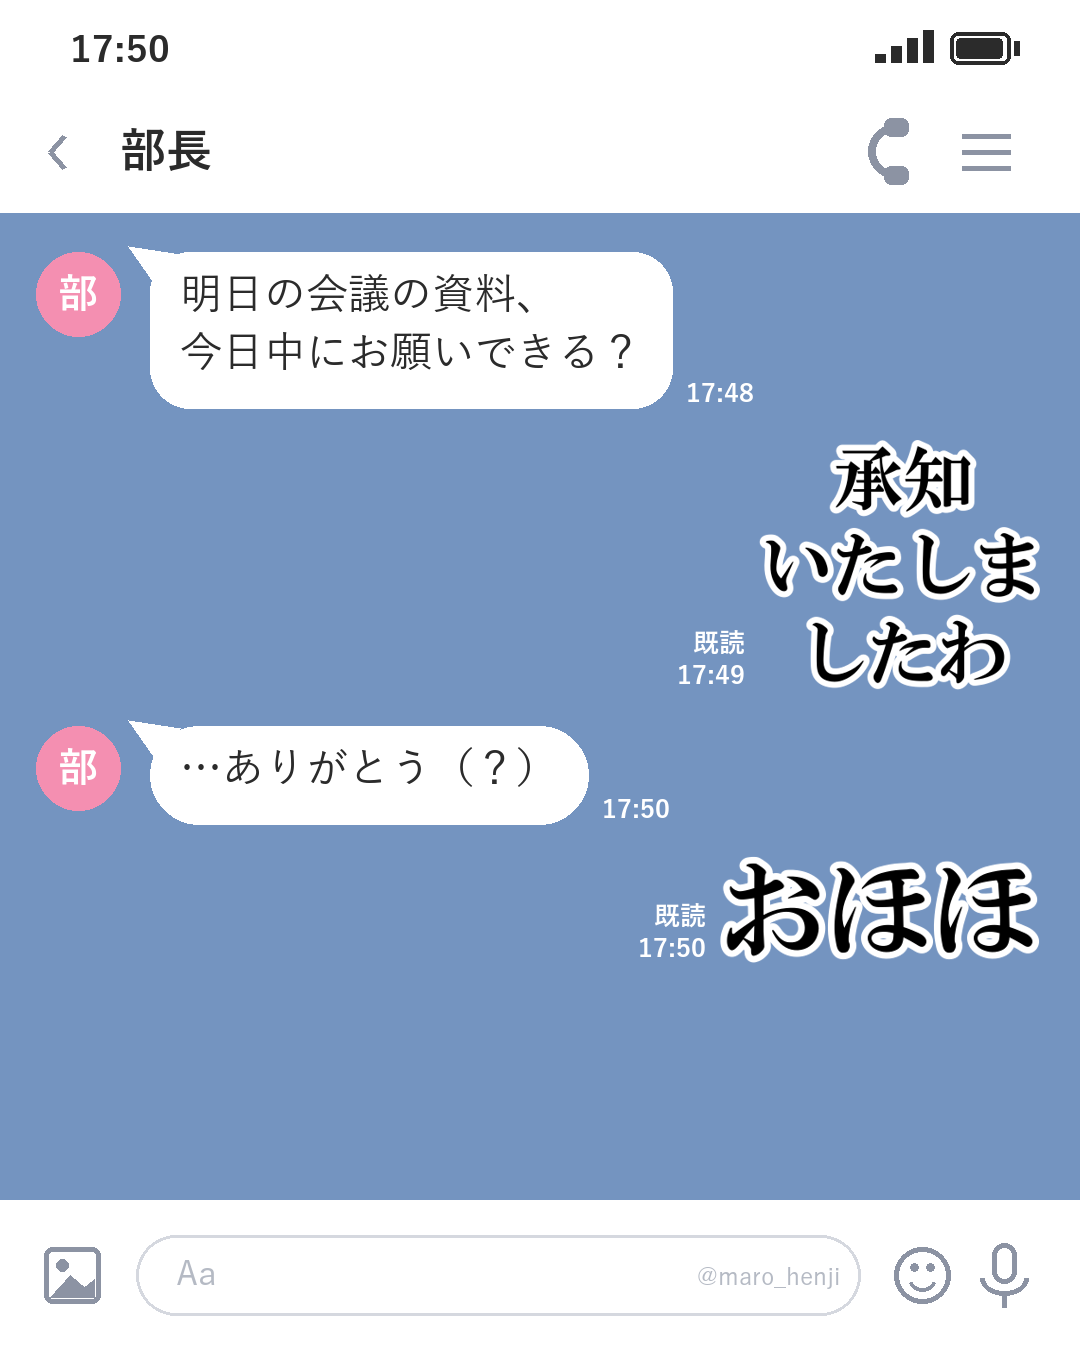 17:50
部長
部
明日の会議の資料、
今日中にお願いできる？
17:48
承知
いたしま
したわ
既読
17:49
部
…ありがとう（？）
17:50
おほほ
既読
17:50
Aa
@maro_henji